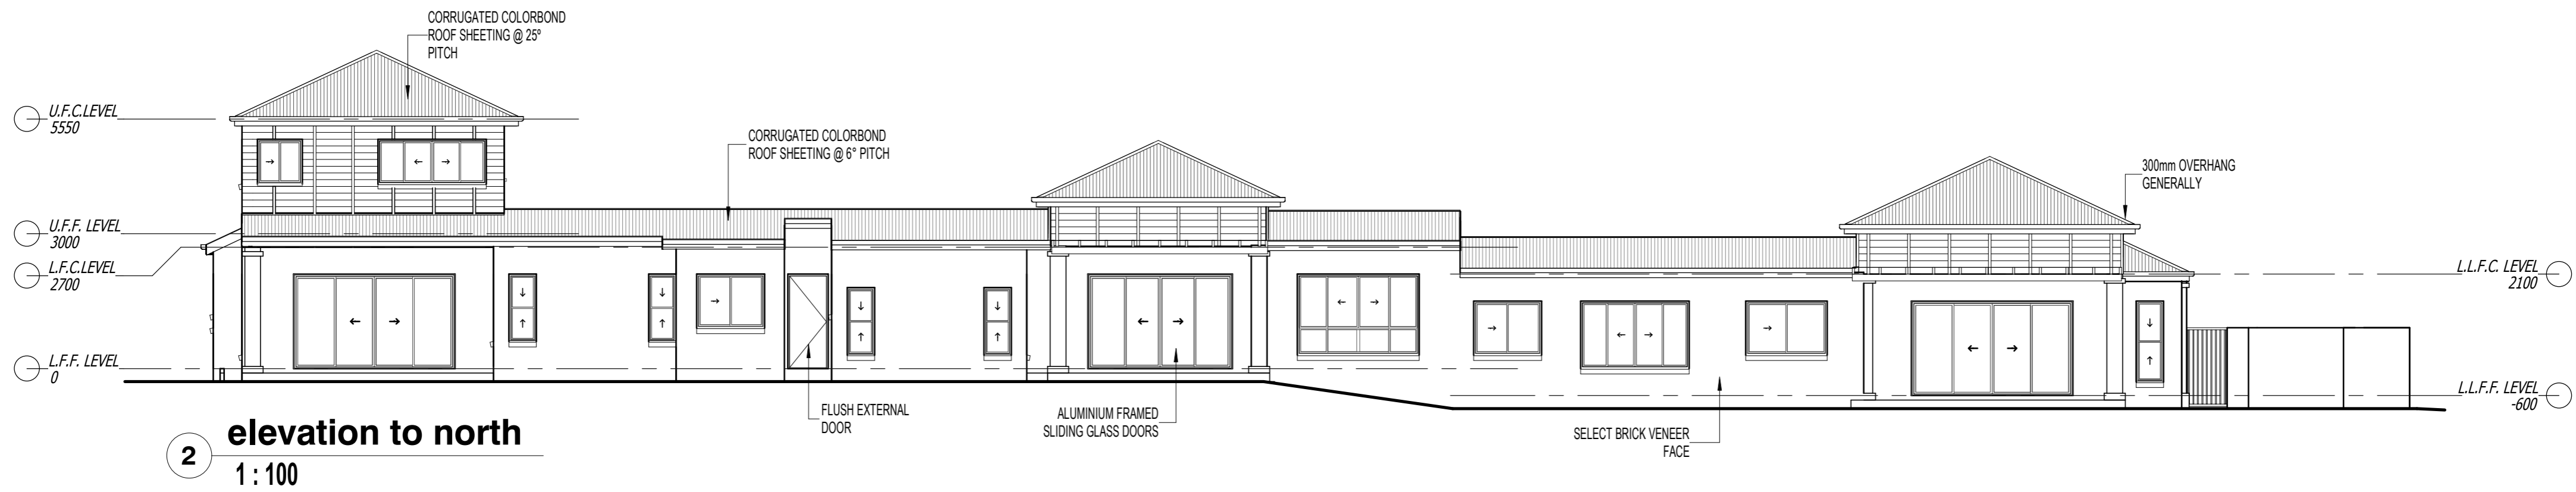 CORRUGATED COLORBOND
ROOF SHEETING @ 25º
PITCH
U.F.C.LEVEL
5550
CORRUGATED COLORBOND
ROOF SHEETING @ 6° PITCH
300mm OVERHANG
GENERALLY
U.F.F. LEVEL
3000
L.F.C.LEVEL
2700
L.L.F.C. LEVEL
2100
L.F.F. LEVEL
0
L.L.F.F. LEVEL
-600
FLUSH EXTERNAL
DOOR
ALUMINIUM FRAMED
SLIDING GLASS DOORS
SELECT BRICK VENEER
FACE
2
elevation to north
1 : 100